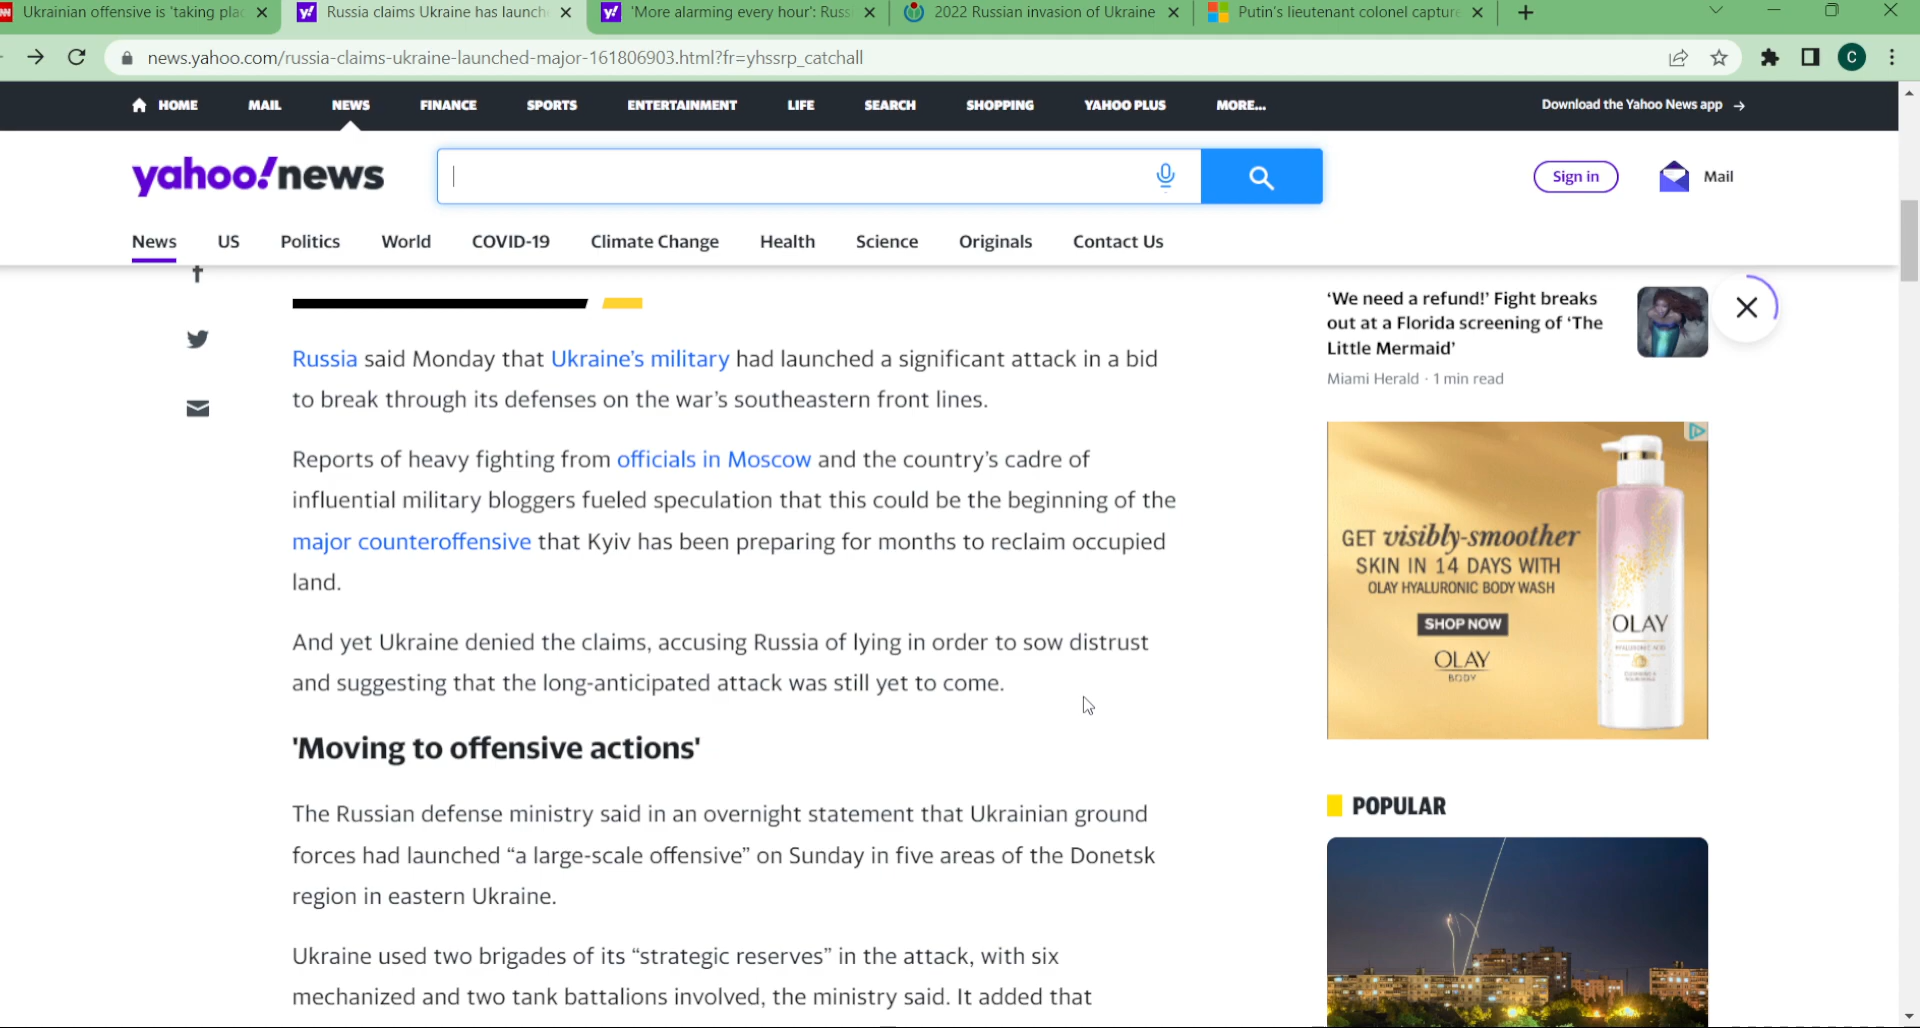 Ukrainian offensive is 'taking plac
Russia claims Ukraine has launch
'More alarming every hour': Russ
2022 Russian invasion of Ukraine
Putin's lieutenant colonel capture
news.yahoo.com/russia-claims-ukraine-launched-major-161806903.html?fr=yhssrp_catchall
C
HOME MAIL NEWS FINANCE SPORTS ENTERTAINMENT LIFE SEARCH SHOPPING YAHOO PLUS MORE... Download the Yahoo News app →
yahoo!news
Sign in
Mail
News US Politics World COVID-19 Climate Change Health Science Originals Contact Us
Russia said Monday that Ukraine's military had launched a significant attack in a bid
to break through its defenses on the war's southeastern front lines.
Reports of heavy fighting from officials in Moscow and the country's cadre of
influential military bloggers fueled speculation that this could be the beginning of the
major counteroffensive that Kyiv has been preparing for months to reclaim occupied
land.
And yet Ukraine denied the claims, accusing Russia of lying in order to sow distrust
and suggesting that the long-anticipated attack was still yet to come.
'Moving to offensive actions'
The Russian defense ministry said in an overnight statement that Ukrainian ground
forces had launched “a large-scale offensive” on Sunday in five areas of the Donetsk
region in eastern Ukraine.
Ukraine used two brigades of its “strategic reserves” in the attack, with six
mechanized and two tank battalions involved, the ministry said. It added that
‘We need a refund!’ Fight breaks
out at a Florida screening of ‘The
Little Mermaid’
Miami Herald · 1 min read
GET visibly-smoother
SKIN IN 14 DAYS WITH
OLAY HYALURONIC BODY WASH
SHOP NOW
OLAY
BODY
OLAY
POPULAR